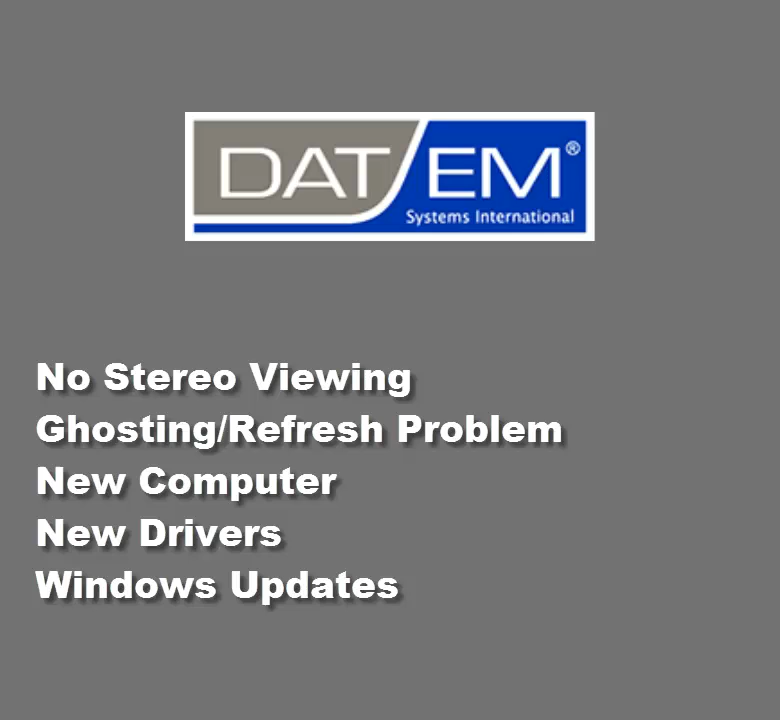 DAT/EM®
Systems International
No Stereo Viewing
Ghosting/Refresh Problem
New Computer
New Drivers
Windows Updates